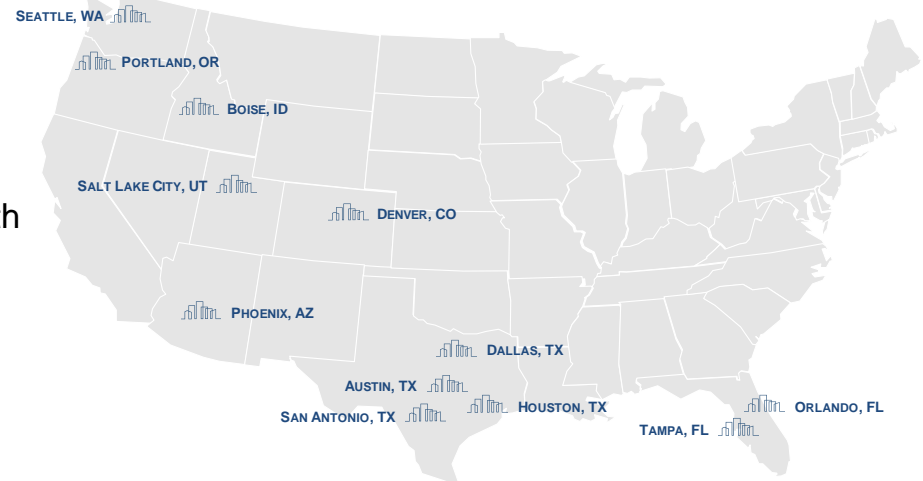 SEATTLE, WA
PORTLAND, OR
BOISE, ID
SALT LAKE CITY, UT
th
DENVER, CO
PHOENIX, AZ
DALLAS, TX
AUSTIN, TX
HOUSTON, TX
SAN ANTONIO, TX
ORLANDO, FL
TAMPA, FL